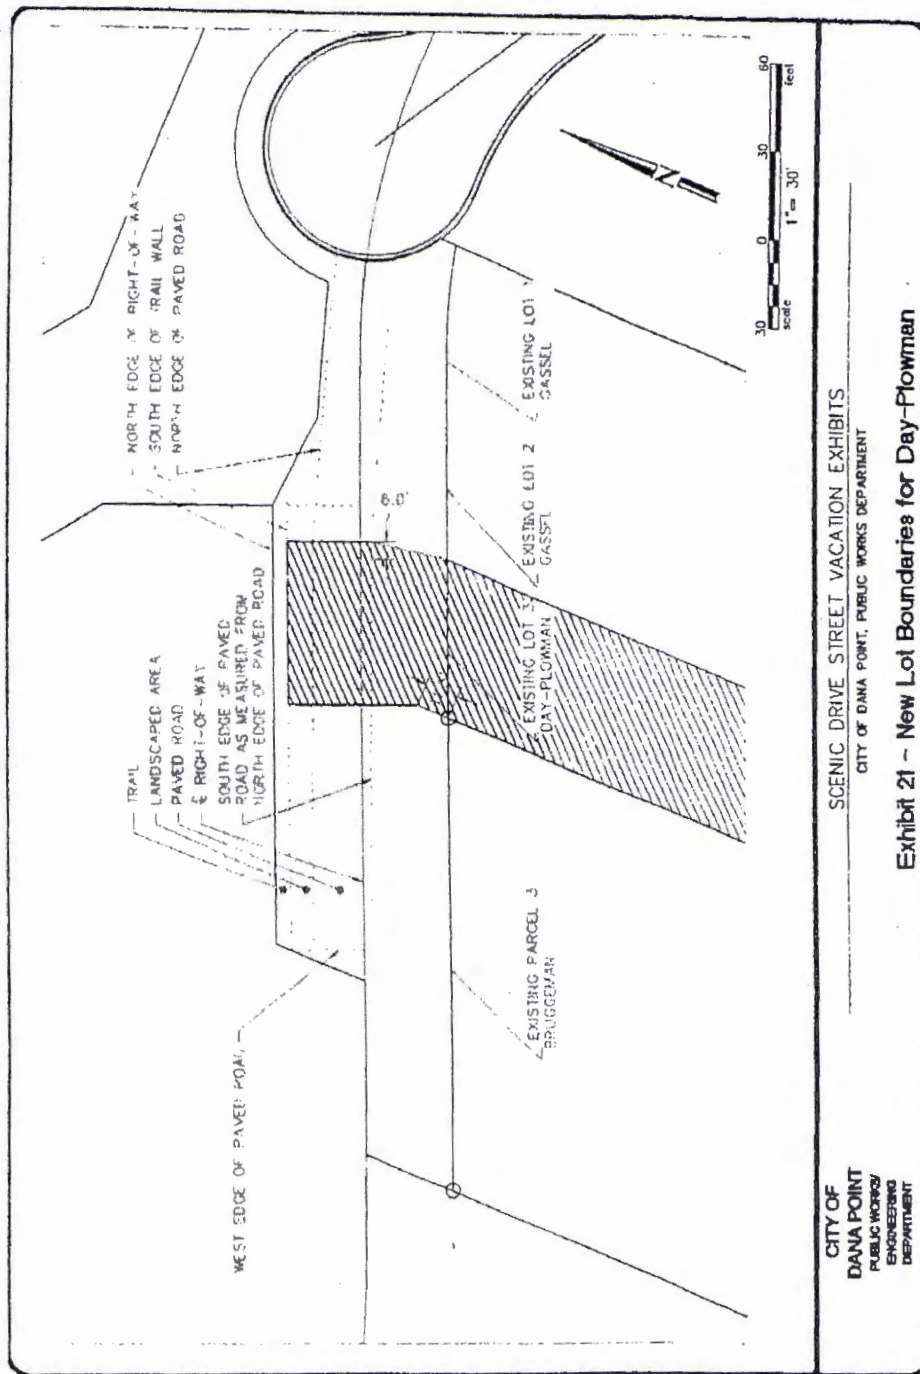 NORTH EDGE OF RIGHT-OF-WAY
SOUTH EDGE OF TRAIL WALL
NORTH EDGE OF PAVED ROAD
TRAIL
LANDSCAPED AREA
PAVED ROAD
℄ RIGHT-OF-WAY
SOUTH EDGE OF PAVED
ROAD AS MEASURED FROM
NORTH EDGE OF PAVED ROAD
WEST EDGE OF PAVED ROAD
6.0'
EXISTING PARCEL 3
BRUGGEMAN
EXISTING LOT 3
DAY-PLOWMAN
EXISTING LOT 2
GASSEL
EXISTING LOT 1
GASSEL
N
30 0 30 60
scale 1"= 30' feet
CITY OF
DANA POINT
PUBLIC WORKS/
ENGINEERING
DEPARTMENT
SCENIC DRIVE STREET VACATION EXHIBITS
CITY OF DANA POINT, PUBLIC WORKS DEPARTMENT
Exhibit 21 - New Lot Boundaries for Day-Plowman